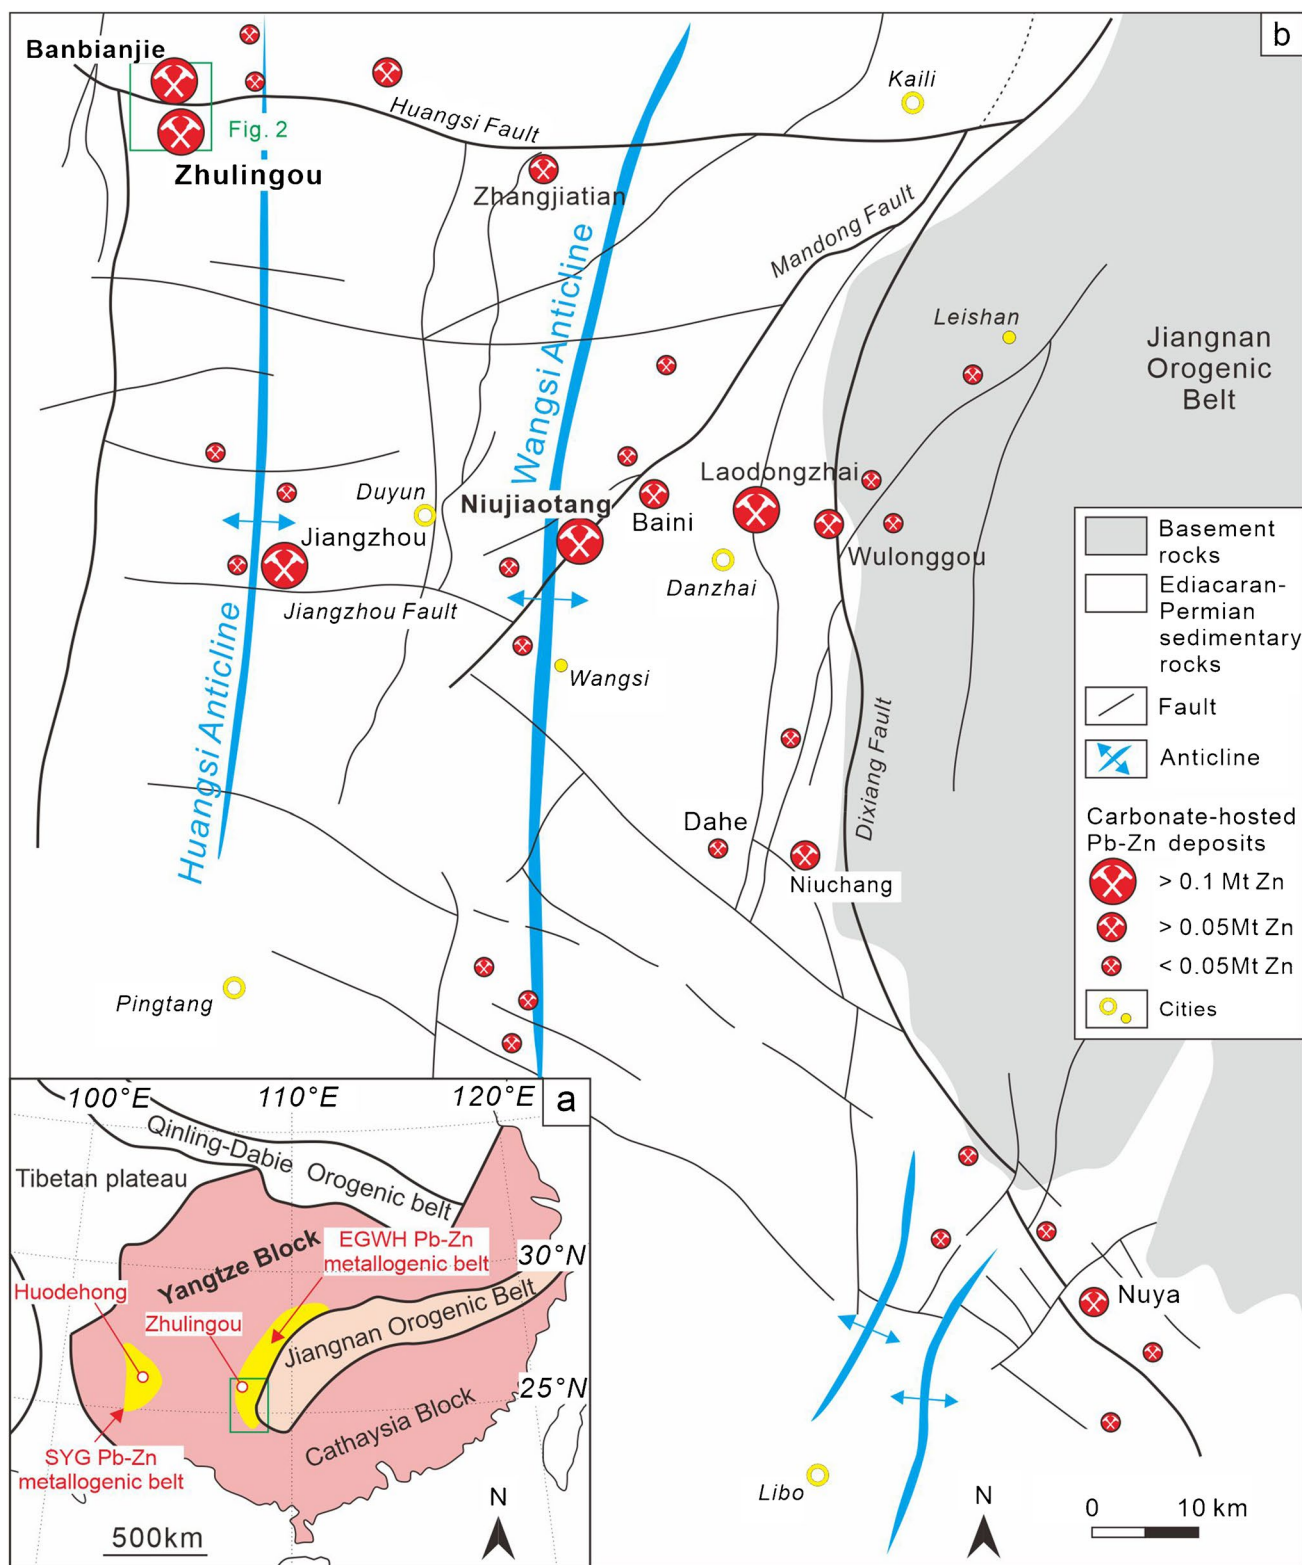 b
Banbianjie
Kaili
Huangsi Fault
Fig. 2
Zhulingou
Zhangjiatian
Mandong Fault
Wangsi Anticline
Leishan
Jiangnan
Orogenic
Belt
Laodongzhai
Duyun
Niujiaotang
Baini
Jiangzhou
Wulonggou
Danzhai
Jiangzhou Fault
Huangsi Anticline
Wangsi
Dixiang Fault
Dahe
Niuchang
Pingtang
Nuya
Libo
Basement
rocks
Ediacaran-
Permian
sedimentary
rocks
Fault
Anticline
Carbonate-hosted
Pb-Zn deposits
> 0.1 Mt Zn
> 0.05Mt Zn
< 0.05Mt Zn
Cities
N
0 10 km
a
100°E 110°E 120°E
Qinling-Dabie Orogenic belt
Tibetan plateau
Yangtze Block
EGWH Pb-Zn
metallogenic belt
30°N
Huodehong
Zhulingou
Jiangnan Orogenic Belt
25°N
Cathaysia Block
SYG Pb-Zn
metallogenic belt
500km
N